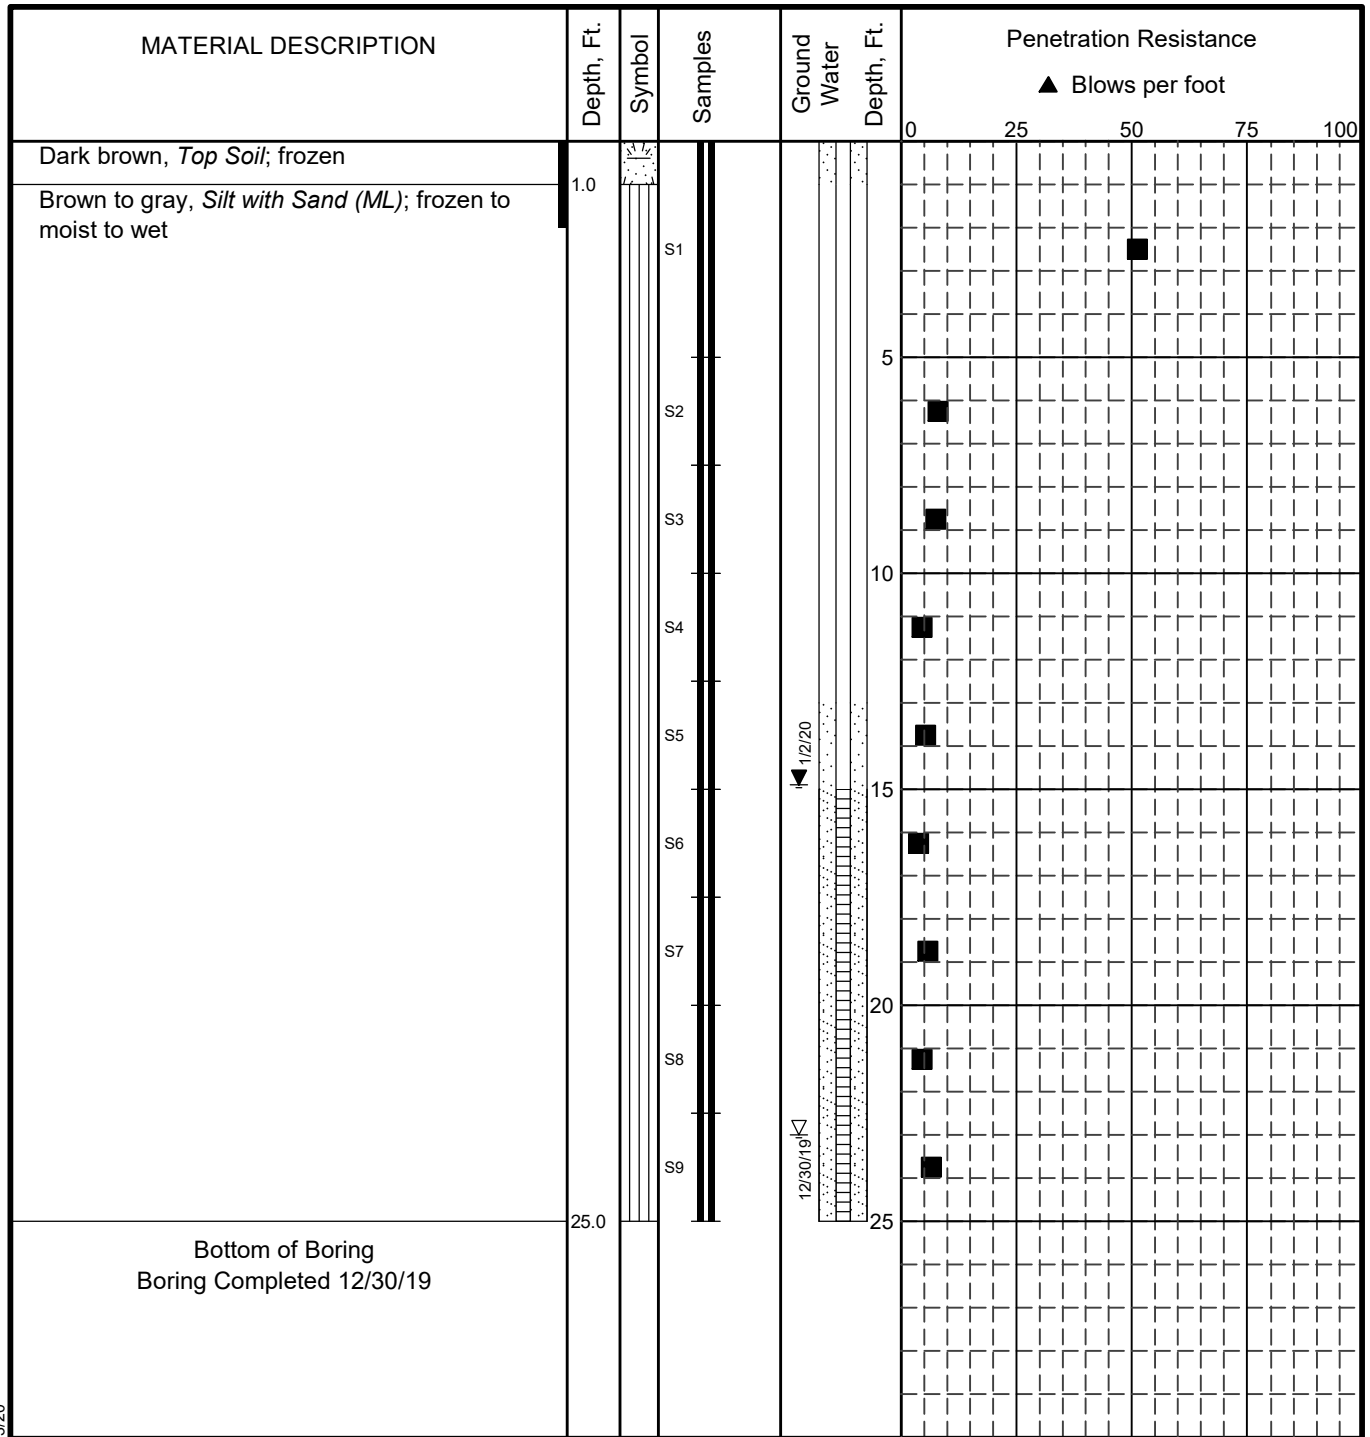 MATERIAL DESCRIPTION
Depth, Ft.
Symbol
Samples
Ground
Water
Depth, Ft.
Penetration Resistance
▲ Blows per foot
0 25 50 75 100
Dark brown, Top Soil; frozen
1.0
Brown to gray, Silt with Sand (ML); frozen to
moist to wet
S1
5
S2
S3
10
S4
S5
1/2/20
15
S6
S7
20
S8
12/30/19
S9
25.0
25
Bottom of Boring
Boring Completed 12/30/19